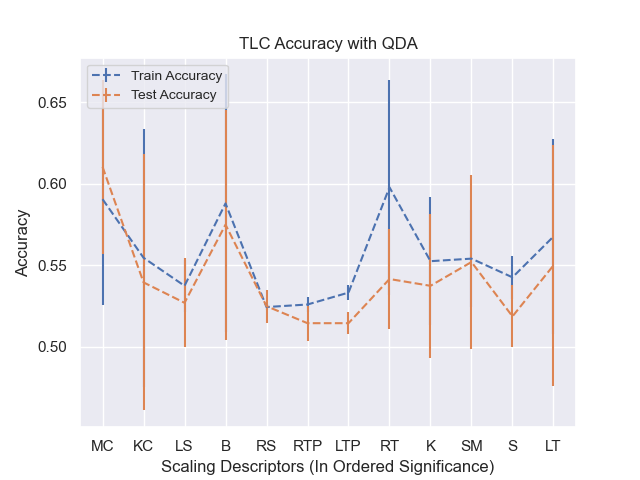 TLC Accuracy with QDA
Train Accuracy
Test Accuracy
Accuracy
0.65
0.60
0.55
0.50
MC KC LS B RS RTP LTP RT K SM S LT
Scaling Descriptors (In Ordered Significance)